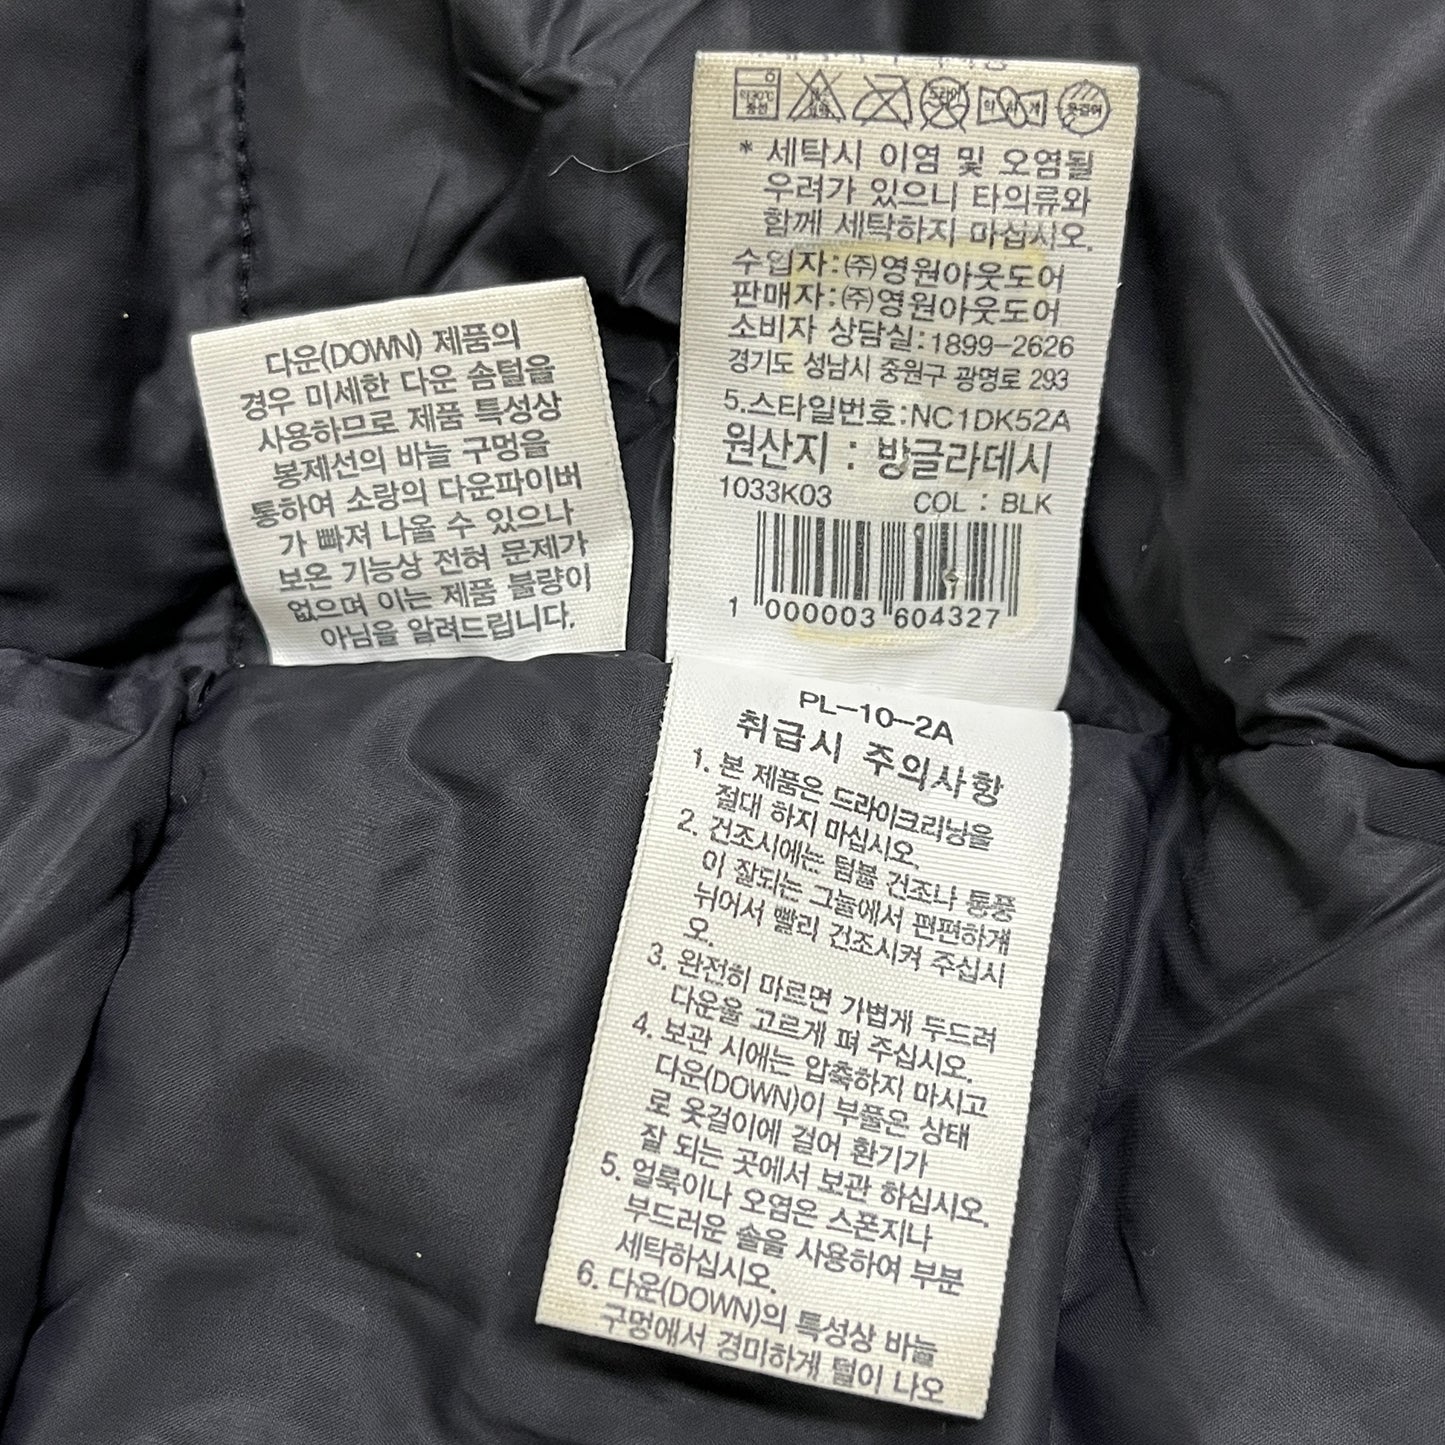 다운(DOWN) 제품의
경우 미세한 다운 솜털을
사용하므로 제품 특성상
봉제선의 바늘 구멍을
통하여 소량의 다운파이버
가 빠져 나올 수 있으나
보온 기능상 전혀 문제가
없으며 이는 제품 불량이
아님을 알려드립니다.
약30℃
중성
드라이
약 하 게
옷걸이
* 세탁시 이염 및 오염될
우려가 있으니 타의류와
함께 세탁하지 마십시오.
수입자:(주)영원아웃도어
판매자:(주)영원아웃도어
소비자 상담실:1899-2626
경기도 성남시 중원구 광명로 293
5.스타일번호:NC1DK52A
원산지 : 방글라데시
1033K03 COL : BLK
1 000003 604327
PL-10-2A
취급시 주의사항
1. 본 제품은 드라이크리닝을
절대 하지 마십시오.
2. 건조시에는 텀블 건조나 통풍
이 잘되는 그늘에서 편편하게
뉘어서 빨리 건조시켜 주십시
오.
3. 완전히 마르면 가볍게 두드려
다운을 고르게 펴 주십시오.
4. 보관 시에는 압축하지 마시고
다운(DOWN)이 부풀은 상태
로 옷걸이에 걸어 환기가
잘 되는 곳에서 보관 하십시오.
5. 얼룩이나 오염은 스폰지나
부드러운 솔을 사용하여 부분
세탁하십시오.
6. 다운(DOWN)의 특성상 바늘
구멍에서 경미하게 털이 나오